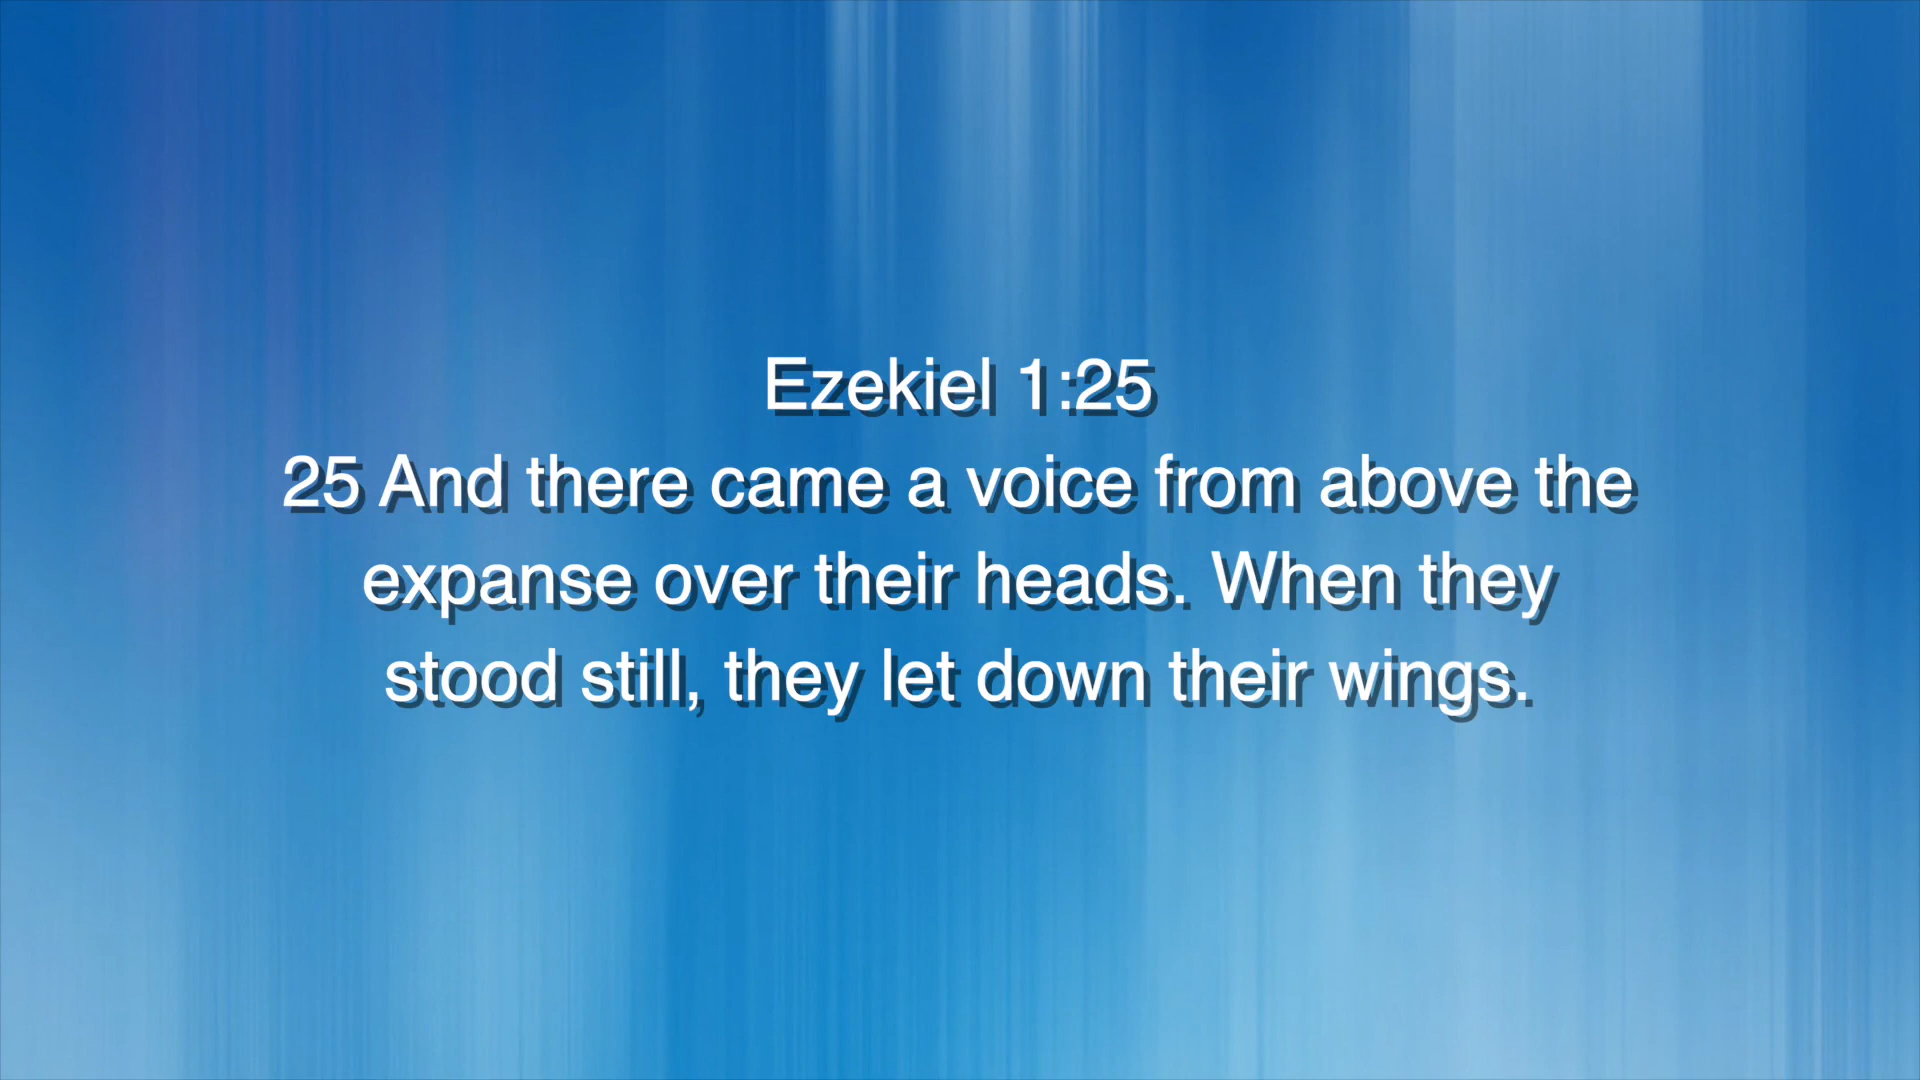 Ezekiel 1:25
25 And there came a voice from above the
expanse over their heads. When they
stood still, they let down their wings.